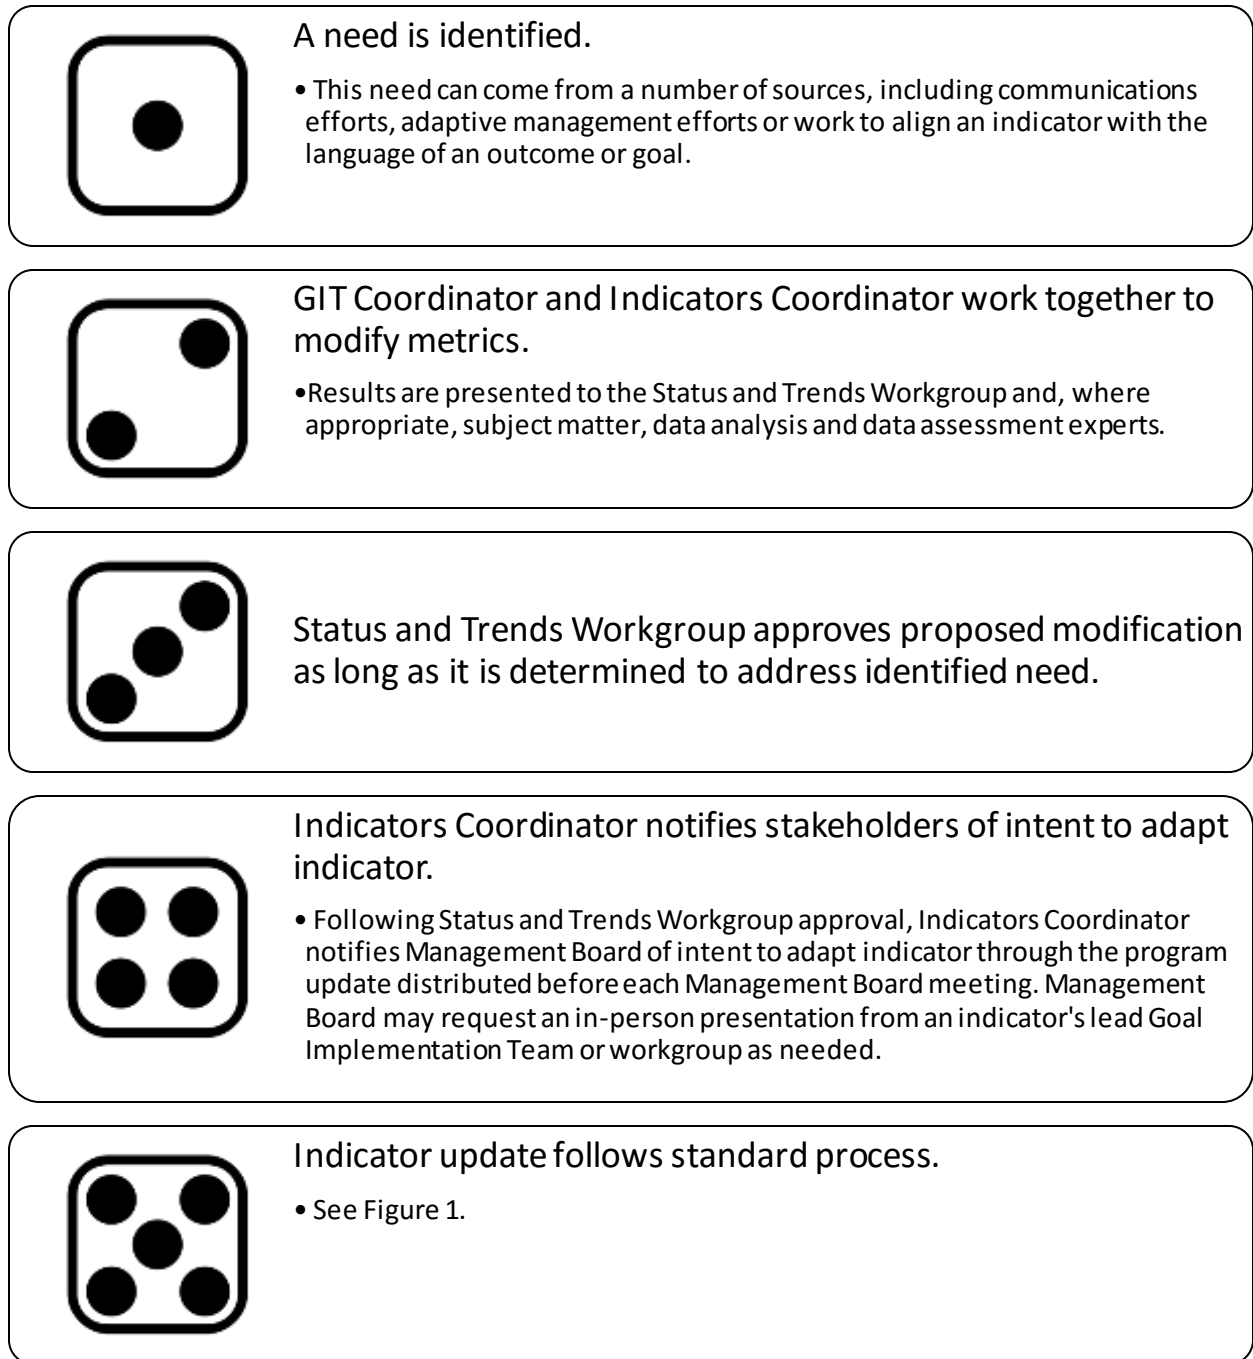 A need is identified.
• This need can come from a number of sources, including communications
efforts, adaptive management efforts or work to align an indicator with the
language of an outcome or goal.
GIT Coordinator and Indicators Coordinator work together to
modify metrics.
•Results are presented to the Status and Trends Workgroup and, where
appropriate, subject matter, data analysis and data assessment experts.
Status and Trends Workgroup approves proposed modification
as long as it is determined to address identified need.
Indicators Coordinator notifies stakeholders of intent to adapt
indicator.
• Following Status and Trends Workgroup approval, Indicators Coordinator
notifies Management Board of intent to adapt indicator through the program
update distributed before each Management Board meeting. Management
Board may request an in-person presentation from an indicator's lead Goal
Implementation Team or workgroup as needed.
Indicator update follows standard process.
• See Figure 1.